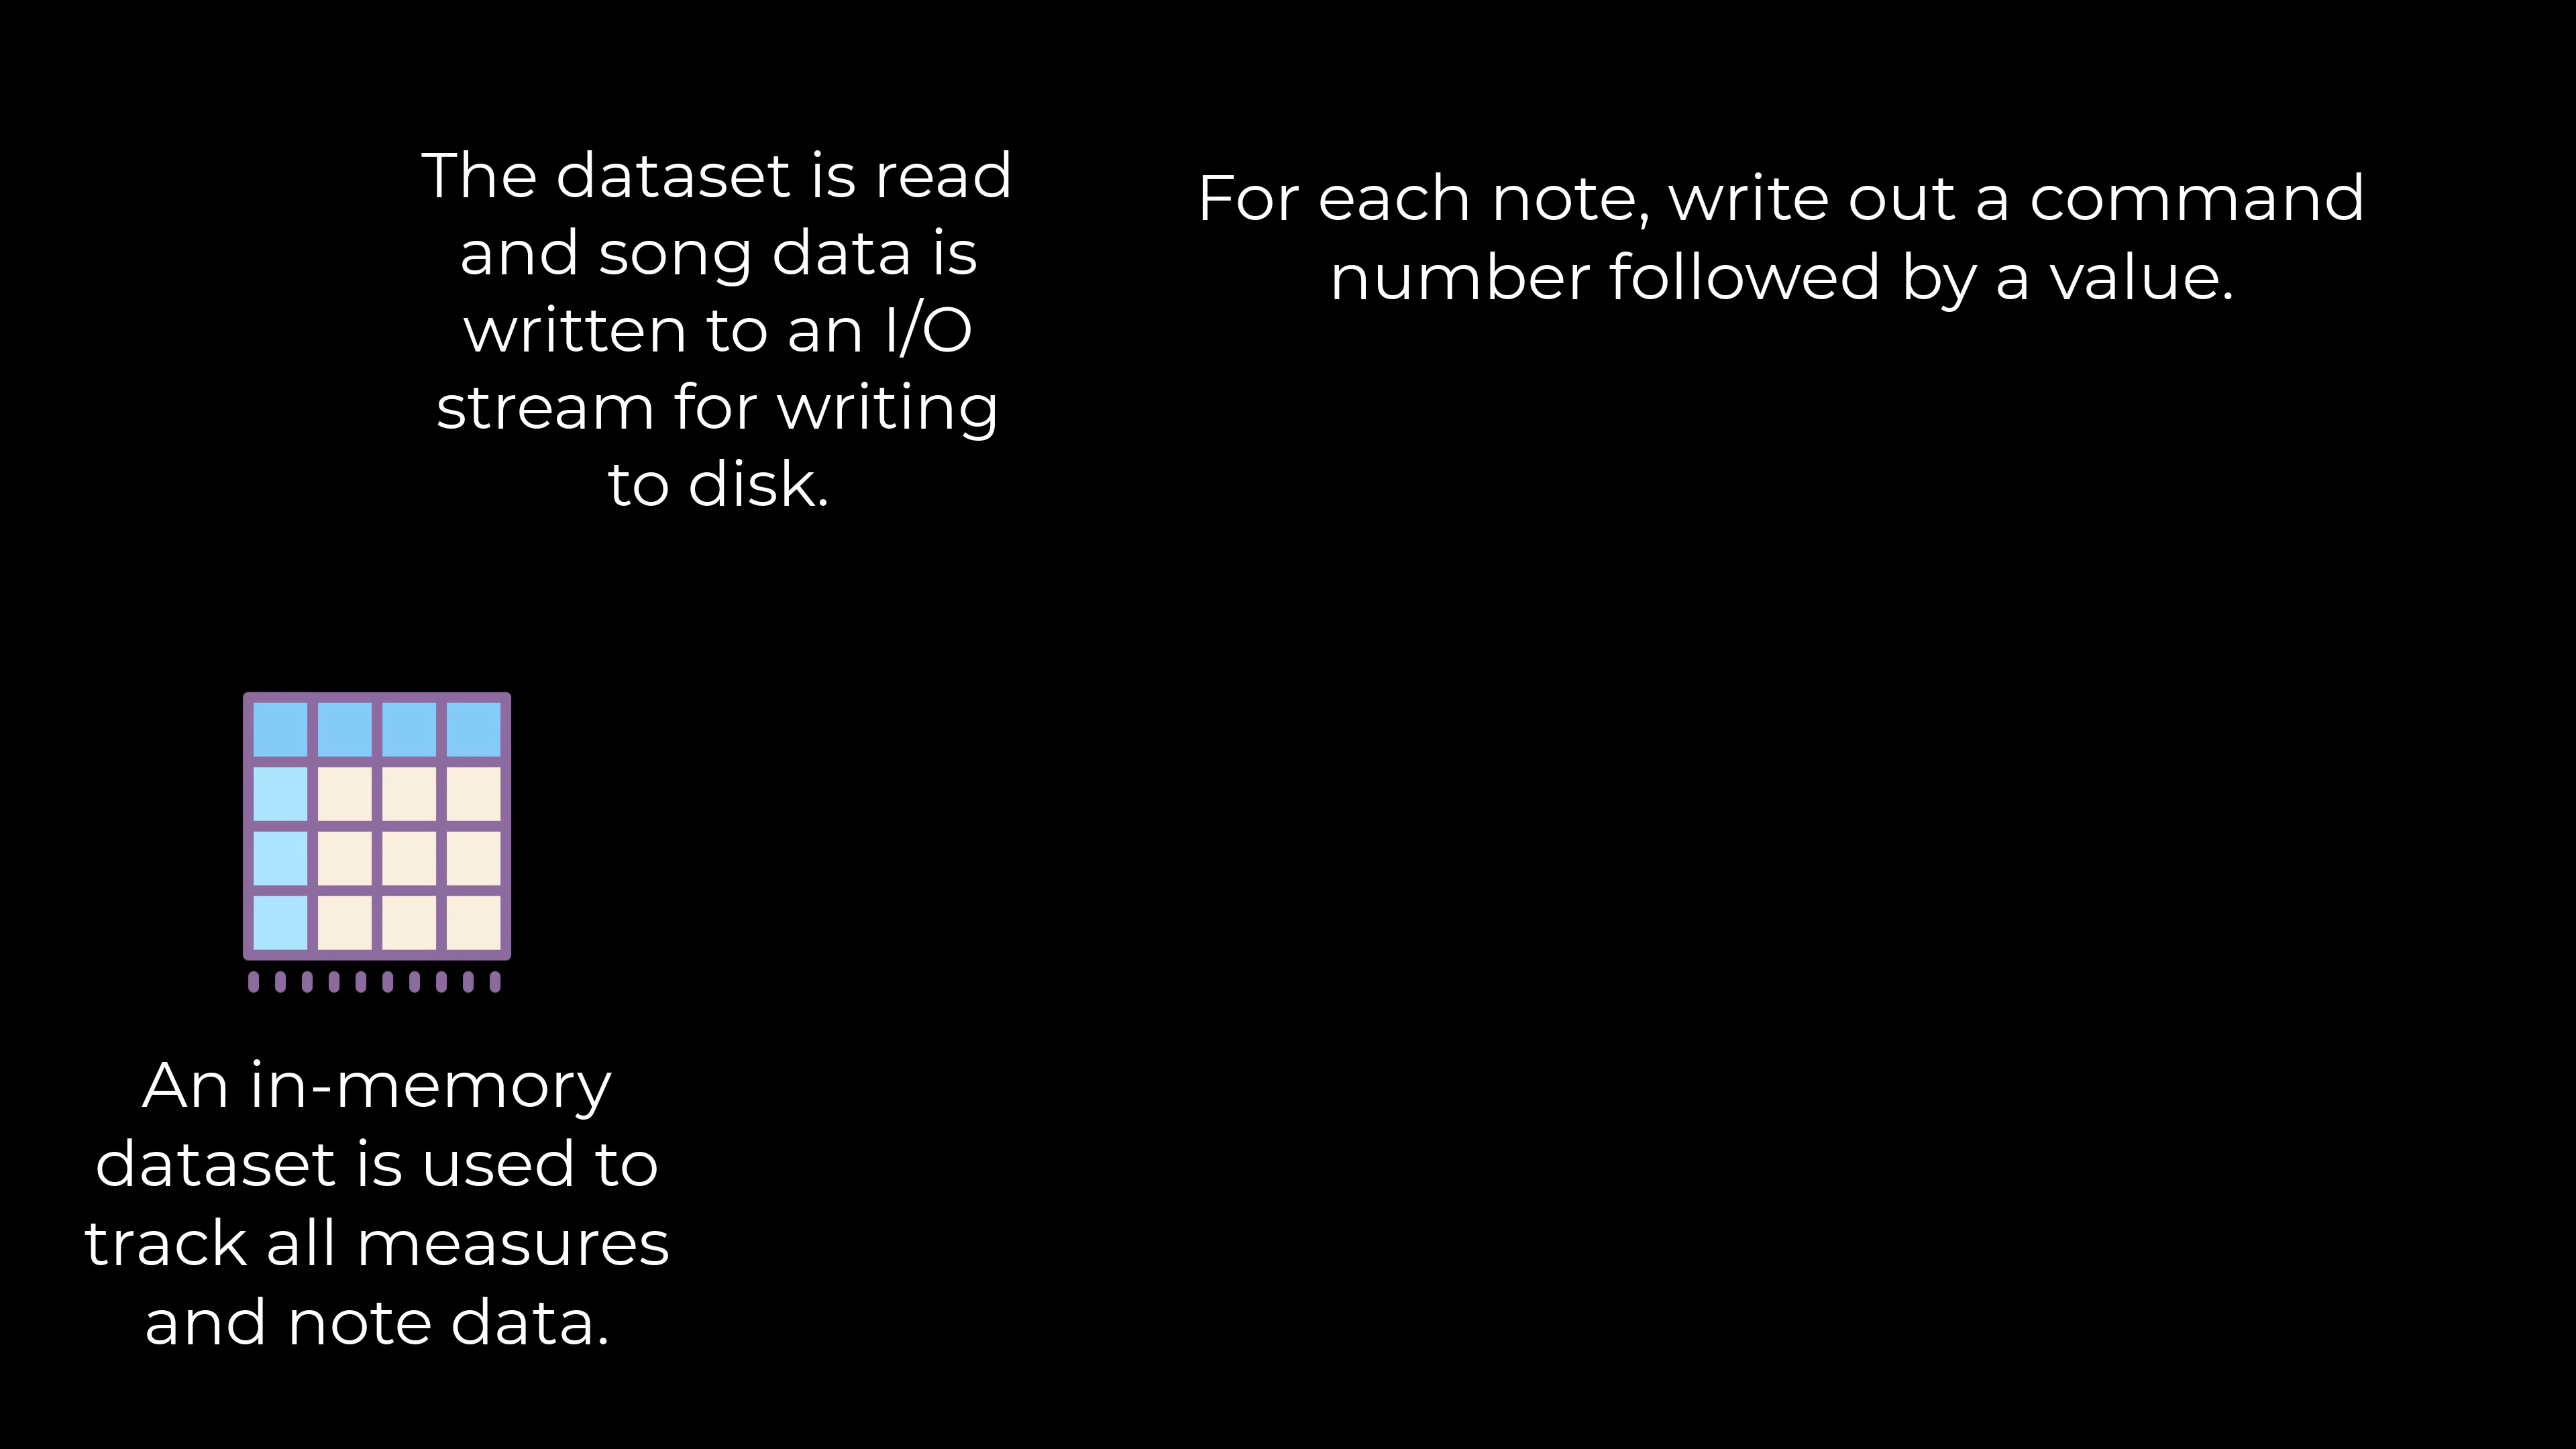 The dataset is read
and song data is
written to an I/O
stream for writing
to disk.
For each note, write out a command
number followed by a value.
An in-memory
dataset is used to
track all measures
and note data.